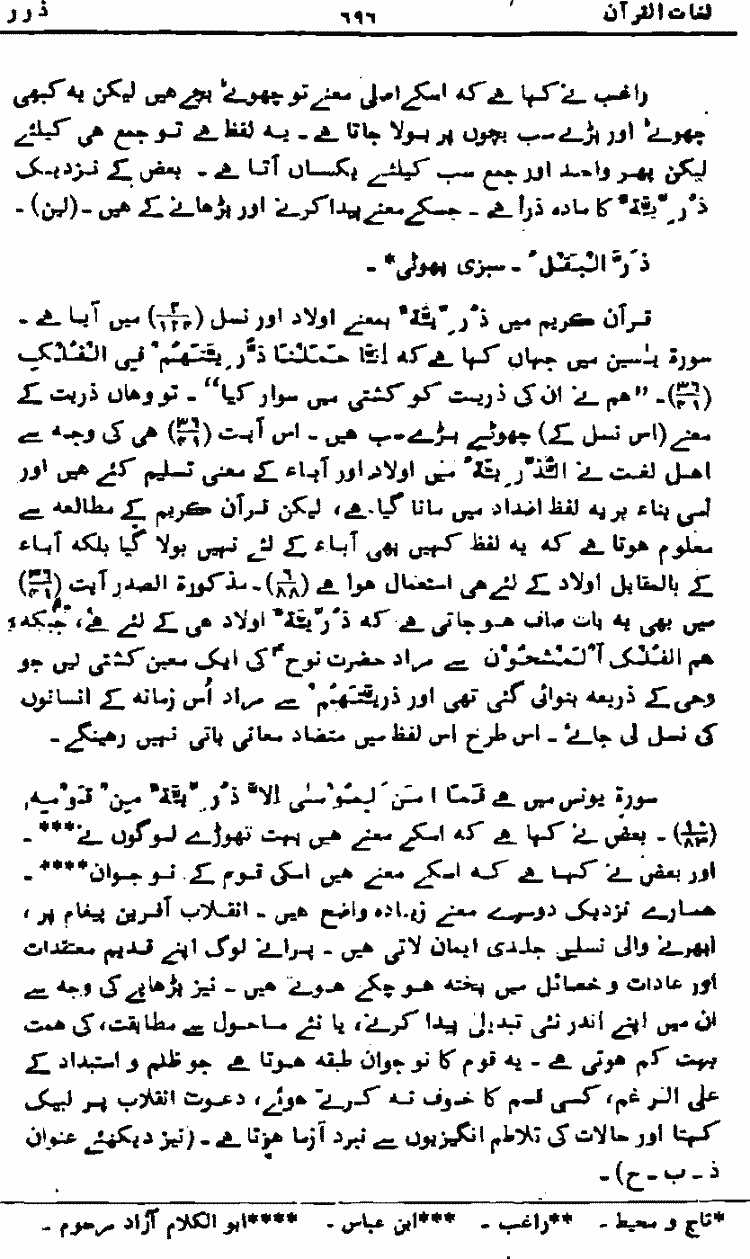 لغات القرآن ٦٩٦ ذ ر ر
راغب نے کہا ہے کہ اسکے اصلی معنے تو چھوٹے بچے ہیں لیکن یہ کبھی
چھوٹے اور بڑے سب بچوں پر بولا جاتا ہے ۔ یہ لفظ ہے تو جمع ہی کیلئے
لیکن پھر واحد اور جمع سب کیلئے یکساں آتا ہے ۔ بعض کے نزدیک
ذُرِّیَّةٌ کا مادہ ذرأ ہے ۔ جسکے معنے پیدا کرنے اور بڑھانے کے ہیں ۔ (لین) ۔
ذَرَّ الْبَقْلُ ۔ سبزی پھوٹی* ۔
قرآن کریم میں ذُرِّیَّةٌ بمعنے اولاد اور نسل (۲/۱۲۴) میں آیا ہے ۔
سورة یٰسین میں جہاں کہا ہے کہ اَنَّا حَمَلْنَا ذُرِّیَّتَهُمْ فِی الْفُلْکِ
(۳۶/۴۱)۔ ”ہم نے ان کی ذریت کو کشتی میں سوار کیا“ ۔ تو وہاں ذریت کے
معنے (اس نسل کے) چھوٹے بڑے سب ہیں ۔ اس آیت (۳۶/۴۱) ہی کی وجہ سے
اہل لغت نے الذُّرِّیَّةُ میں اولاد اور آباء کے معنی تسلیم کئے ہیں اور
اسی بناء پر یہ لفظ اضداد میں مانا گیا ہے، لیکن قرآن کریم کے مطالعہ سے
معلوم ہوتا ہے کہ یہ لفظ کہیں بھی آباء کے لئے نہیں بولا گیا بلکہ آباء
کے بالمقابل اولاد کے لئے ہی استعمال ہوا ہے (۶/۸۸)۔ مذکورة الصدر آیت (۳۶/۴۱)
میں بھی یہ بات صاف ہو جاتی ہے کہ ذُرِّیَّةٌ اولاد ہی کے لئے ہے، جبکہ
ہم الفُلْکِ الْمَشْحُوْنِ سے مراد حضرت نوحؑ کی ایک معین کشتی لیں جو
وحی کے ذریعہ بنوائی گئی تھی اور ذریتَهُمْ سے مراد اُس زمانہ کے انسانوں
کی نسل لی جائے ۔ اس طرح اس لفظ میں متضاد معانی باقی نہیں رہینگے ۔
سورة یونس میں ہے فَمَا اٰمَنَ لِمُوْسٰی اِلَّا ذُرِّیَّةٌ مِنْ قَوْمِهِ
(۱۰/۸۳) ۔ بعض نے کہا ہے کہ اسکے معنے ہیں بہت تھوڑے لوگوں نے*** ۔
اور بعض نے کہا ہے کہ اسکے معنے ہیں اسکی قوم کے نوجوان**** ۔
ہمارے نزدیک دوسرے معنے زیادہ واضح ہیں ۔ انقلاب آفرین پیغام پر ،
ابھرنے والی نسلیں جلدی ایمان لاتی ہیں ۔ پرانے لوگ اپنے قدیم معتقدات
اور عادات و خصائل میں پختہ ہو چکے ہوتے ہیں ۔ نیز بڑھاپے کی وجہ سے
ان میں اپنے اندر نئی تبدیلی پیدا کرنے، یا نئے ماحول سے مطابقت، کی ہمت
بہت کم ہوتی ہے ۔ یہ قوم کا نوجوان طبقہ ہوتا ہے جو ظلم و استبداد کے
علی الرغم، کسی قسم کا خوف نہ کرتے ہوئے، دعوت انقلاب پر لبیک
کہتا اور حالات کی تلاطم انگیزیوں سے نبرد آزما ہوتا ہے ۔ (نیز دیکھئے عنوان
ذ ۔ ب ۔ ح) ۔
*تاج و محیط ۔ **راغب ۔ ***ابن عباس ۔ ****ابو الکلام آزاد مرحوم ۔